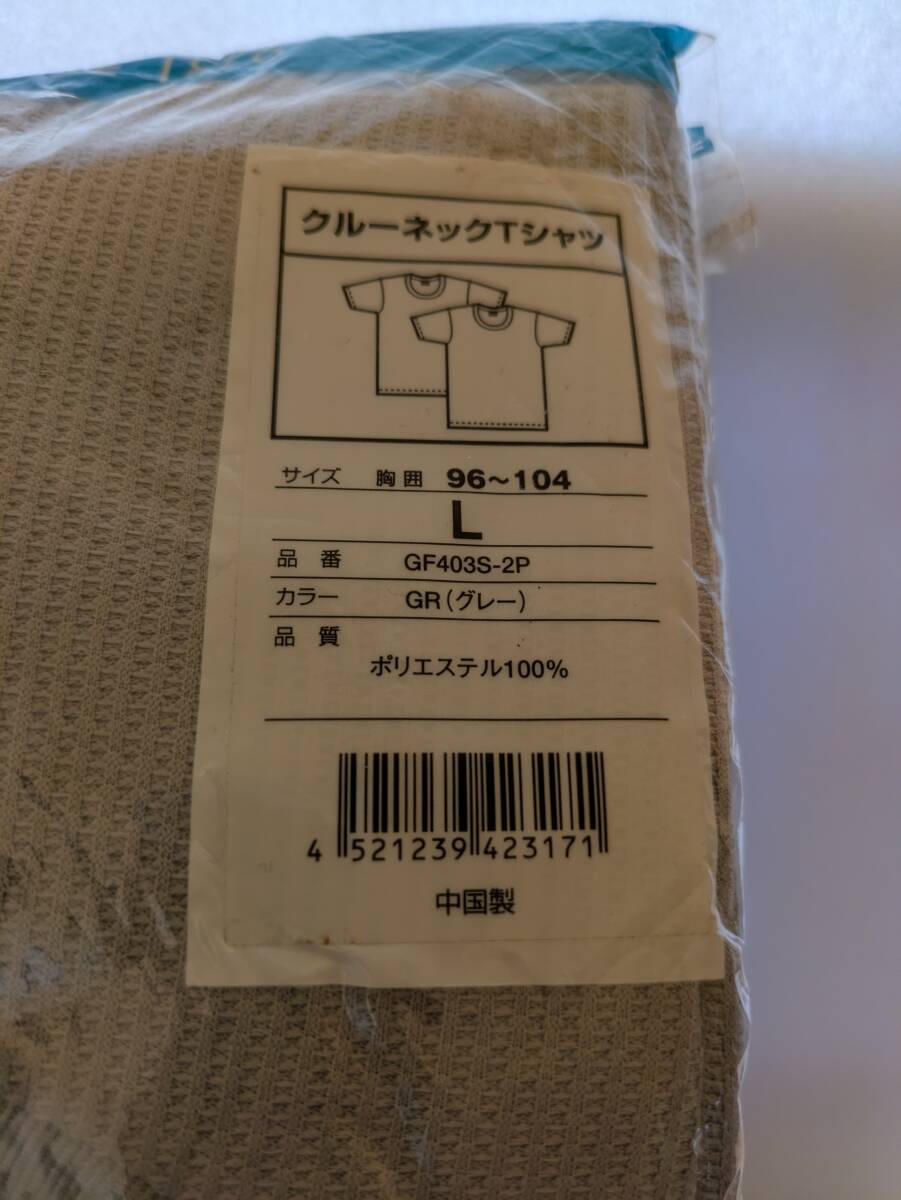 クルーネックTシャツ
サイズ 胸囲 96～104
L
品番 GF403S-2P
カラー GR(グレー)
品質
ポリエステル100%
4 521239 423171
中国製